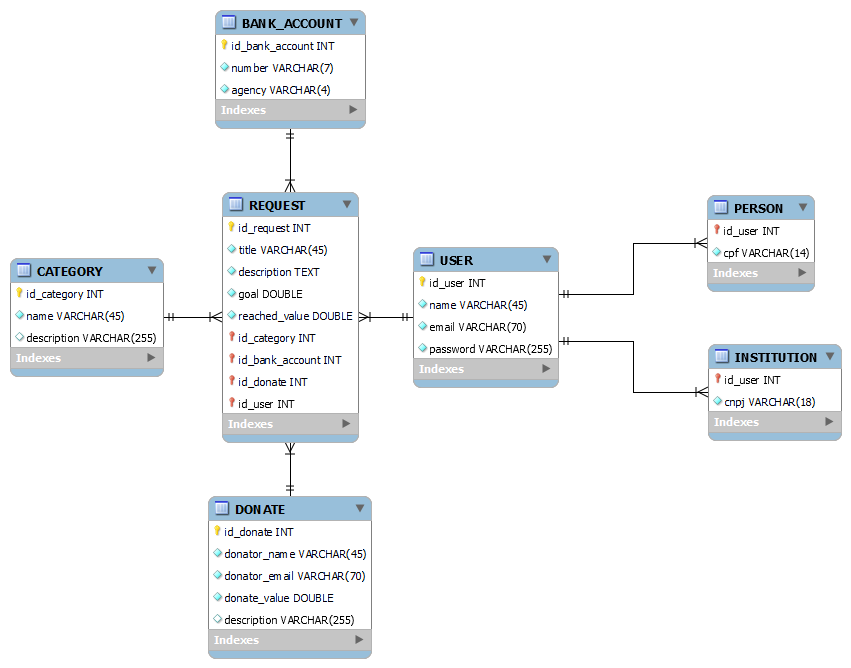 BANK_ACCOUNT
id_bank_account INT
number VARCHAR(7)
agency VARCHAR(4)
Indexes
REQUEST
id_request INT
title VARCHAR(45)
description TEXT
goal DOUBLE
reached_value DOUBLE
id_category INT
id_bank_account INT
id_donate INT
id_user INT
Indexes
CATEGORY
id_category INT
name VARCHAR(45)
description VARCHAR(255)
Indexes
USER
id_user INT
name VARCHAR(45)
email VARCHAR(70)
password VARCHAR(255)
Indexes
PERSON
id_user INT
cpf VARCHAR(14)
Indexes
INSTITUTION
id_user INT
cnpj VARCHAR(18)
Indexes
DONATE
id_donate INT
donator_name VARCHAR(45)
donator_email VARCHAR(70)
donate_value DOUBLE
description VARCHAR(255)
Indexes